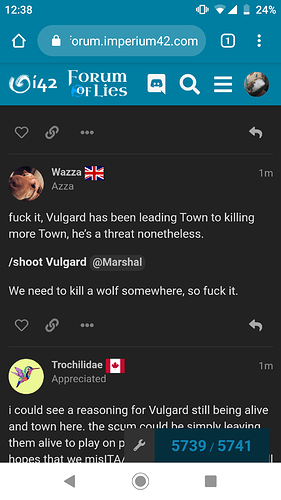 12:38
24%
forum.imperium42.com
1
i42
Forum
of Lies
Wazza
1m
Azza
fuck it, Vulgard has been leading Town to killing
more Town, he's a threat nonetheless.
/shoot Vulgard @Marshal
We need to kill a wolf somewhere, so fuck it.
Trochilidae
1m
Appreciated
i could see a reasoning for Vulgard still being alive
and town here. the scum could be simply leaving
them alive to play on
hopes that we misITA/
5739 / 5741